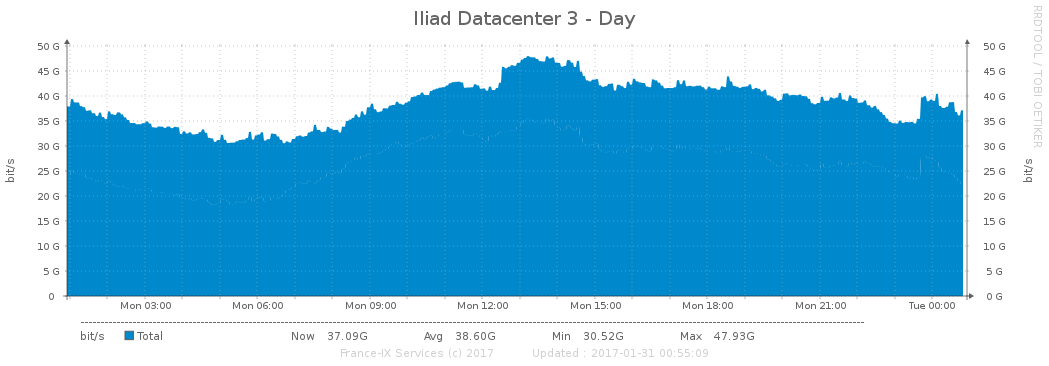 Iliad Datacenter 3 - Day
RRDTOOL / TOBI OETIKER
50 G 50 G
45 G 45 G
40 G 40 G
35 G 35 G
30 G 30 G
25 G 25 G
20 G 20 G
15 G 15 G
10 G 10 G
5 G 5 G
0 0 G
bit/s
bit/s
Mon 03:00 Mon 06:00 Mon 09:00 Mon 12:00 Mon 15:00 Mon 18:00 Mon 21:00 Tue 00:00
bit/s Total Now 37.09G Avg 38.60G Min 30.52G Max 47.93G
France-IX Services (c) 2017 Updated : 2017-01-31 00:55:09